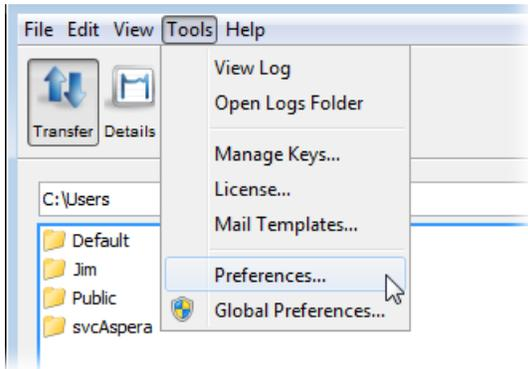 File Edit View Tools Help
Transfer Details
View Log
Open Logs Folder
Manage Keys...
License...
Mail Templates...
Preferences...
Global Preferences...
C:\Users
Default
Jim
Public
svcAspera